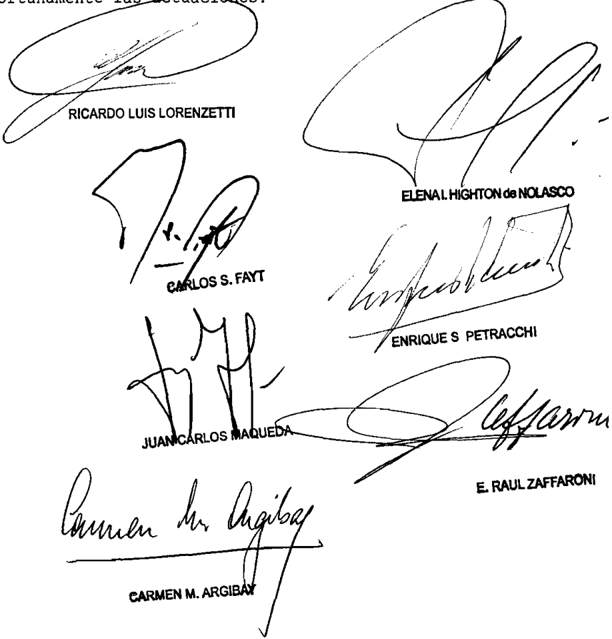 las actuaciones.
RICARDO LUIS LORENZETTI
ELENA I. HIGHTON de NOLASCO
CARLOS S. FAYT
ENRIQUE S PETRACCHI
JUAN CARLOS MAQUEDA
Zaffaroni
E. RAUL ZAFFARONI
Carmen M. Argibay
CARMEN M. ARGIBAY